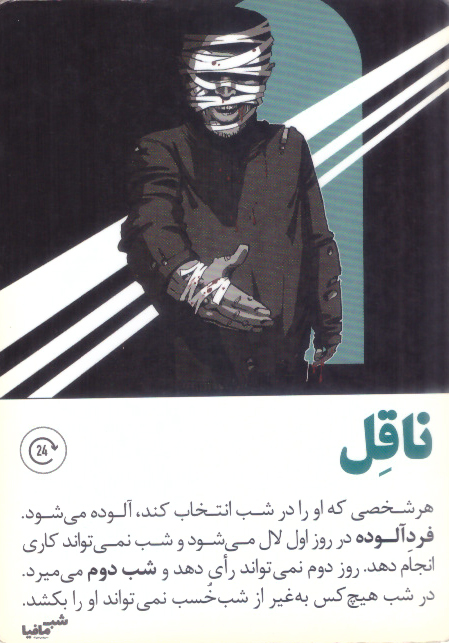 ناقِل
24
هر شخصی که او را در شب انتخاب کند، آلوده می‌شود.
فردِ آلوده در روز اول لال می‌شود و شب نمی‌تواند کاری
انجام دهد. روز دوم نمی‌تواند رأی دهد و شب دوم می‌میرد.
در شب هیچ‌کس به‌غیر از شب‌خُسب نمی‌تواند او را بکشد.
شب
مافیا